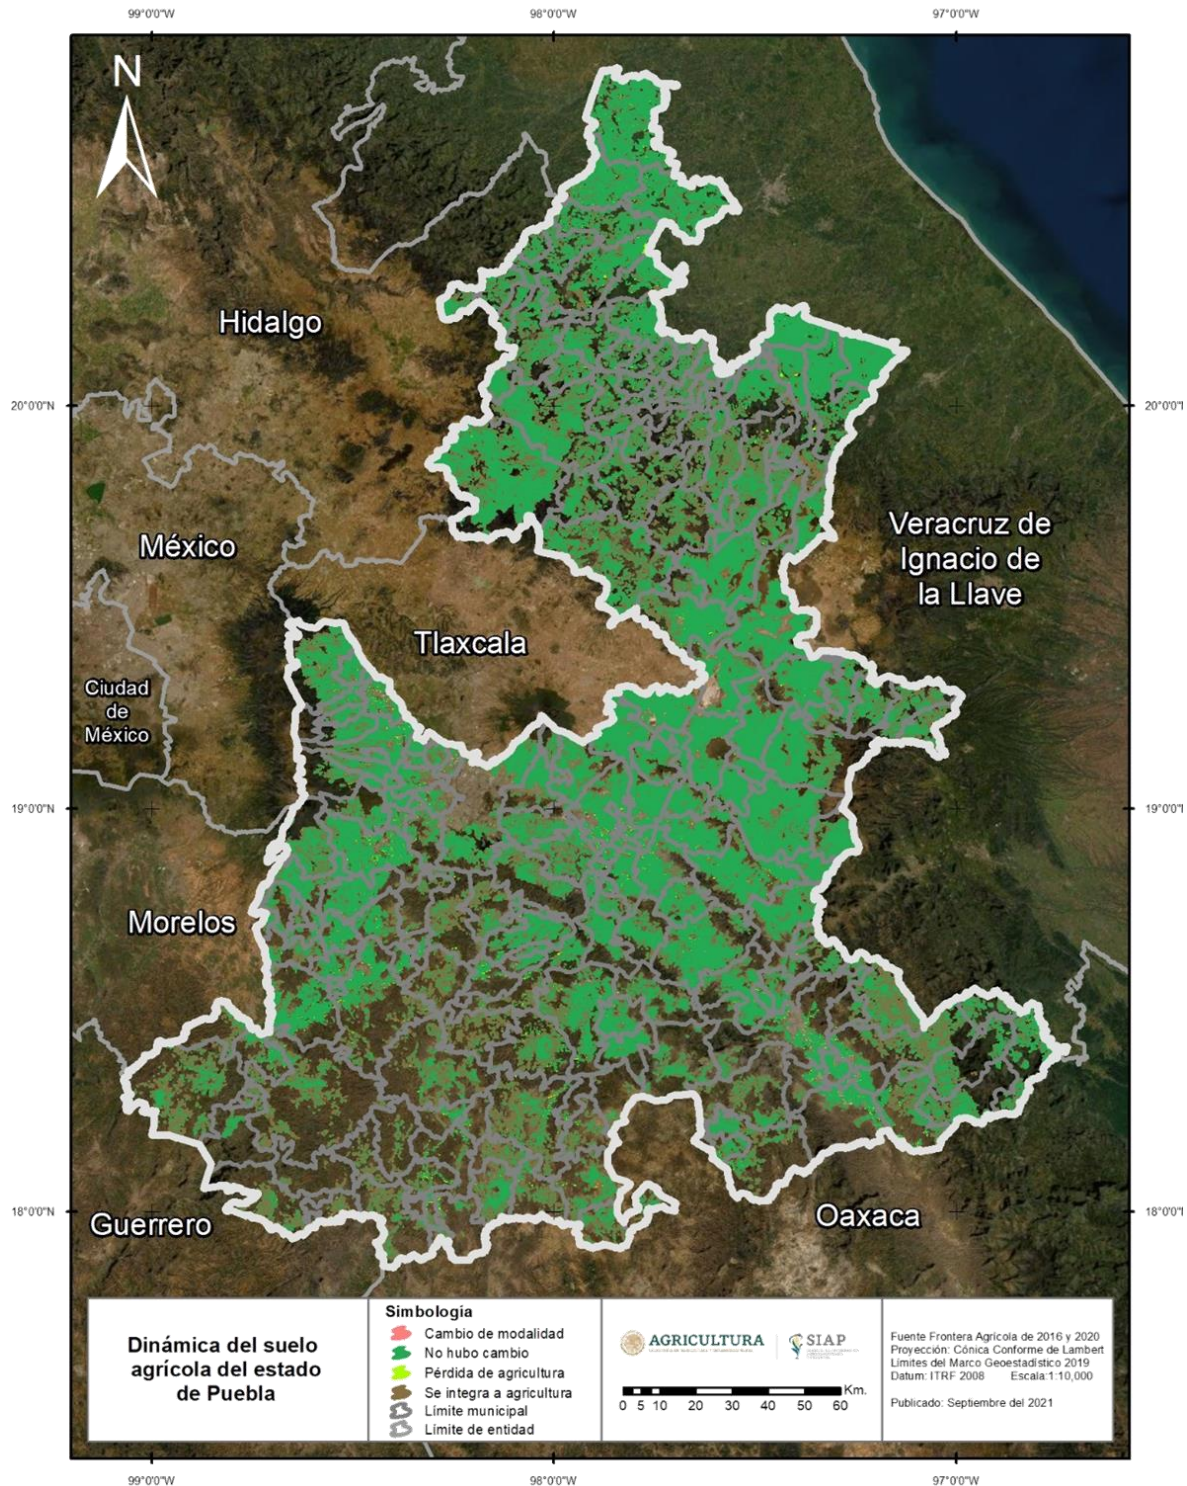 99°0'0"W
98°0'0"W
97°0'0"W
N
Hidalgo
20°0'0"N
20°0'0"N
México
Veracruz de
Ignacio de
la Llave
Tlaxcala
Ciudad
de
México
19°0'0"N
19°0'0"N
Morelos
18°0'0"N
18°0'0"N
Guerrero
Oaxaca
Dinámica del suelo
agrícola del estado
de Puebla
Simbología
Cambio de modalidad
No hubo cambio
Pérdida de agricultura
Se integra a agricultura
Límite municipal
Límite de entidad
AGRICULTURA
SIAP
Km.
0 5 10 20 30 40 50 60
Fuente Frontera Agrícola de 2016 y 2020
Proyección: Cónica Conforme de Lambert
Límites del Marco Geoestadístico 2019
Datum: ITRF 2008 Escala:1:10,000
Publicado: Septiembre del 2021
99°0'0"W
98°0'0"W
97°0'0"W